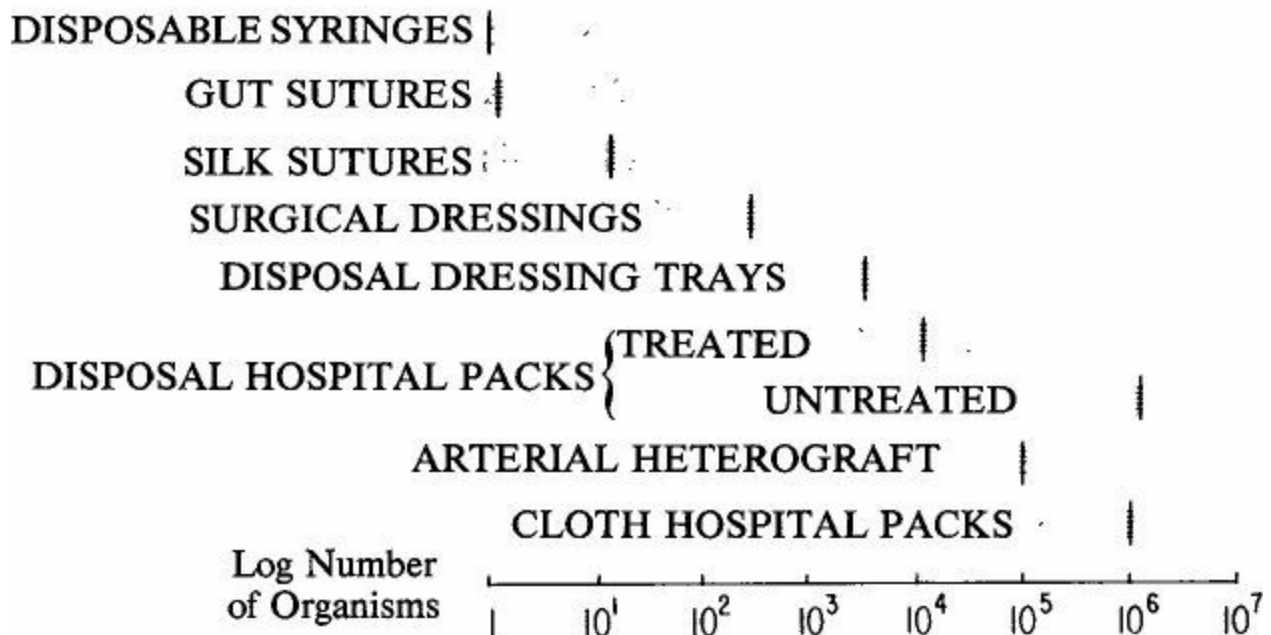 DISPOSABLE SYRINGES
GUT SUTURES
SILK SUTURES
SURGICAL DRESSINGS
DISPOSAL DRESSING TRAYS
TREATED
DISPOSAL HOSPITAL PACKS
UNTREATED
ARTERIAL HETEROGRAFT
CLOTH HOSPITAL PACKS
Log Number
of Organisms
1 10¹ 10² 10³ 10⁴ 10⁵ 10⁶ 10⁷